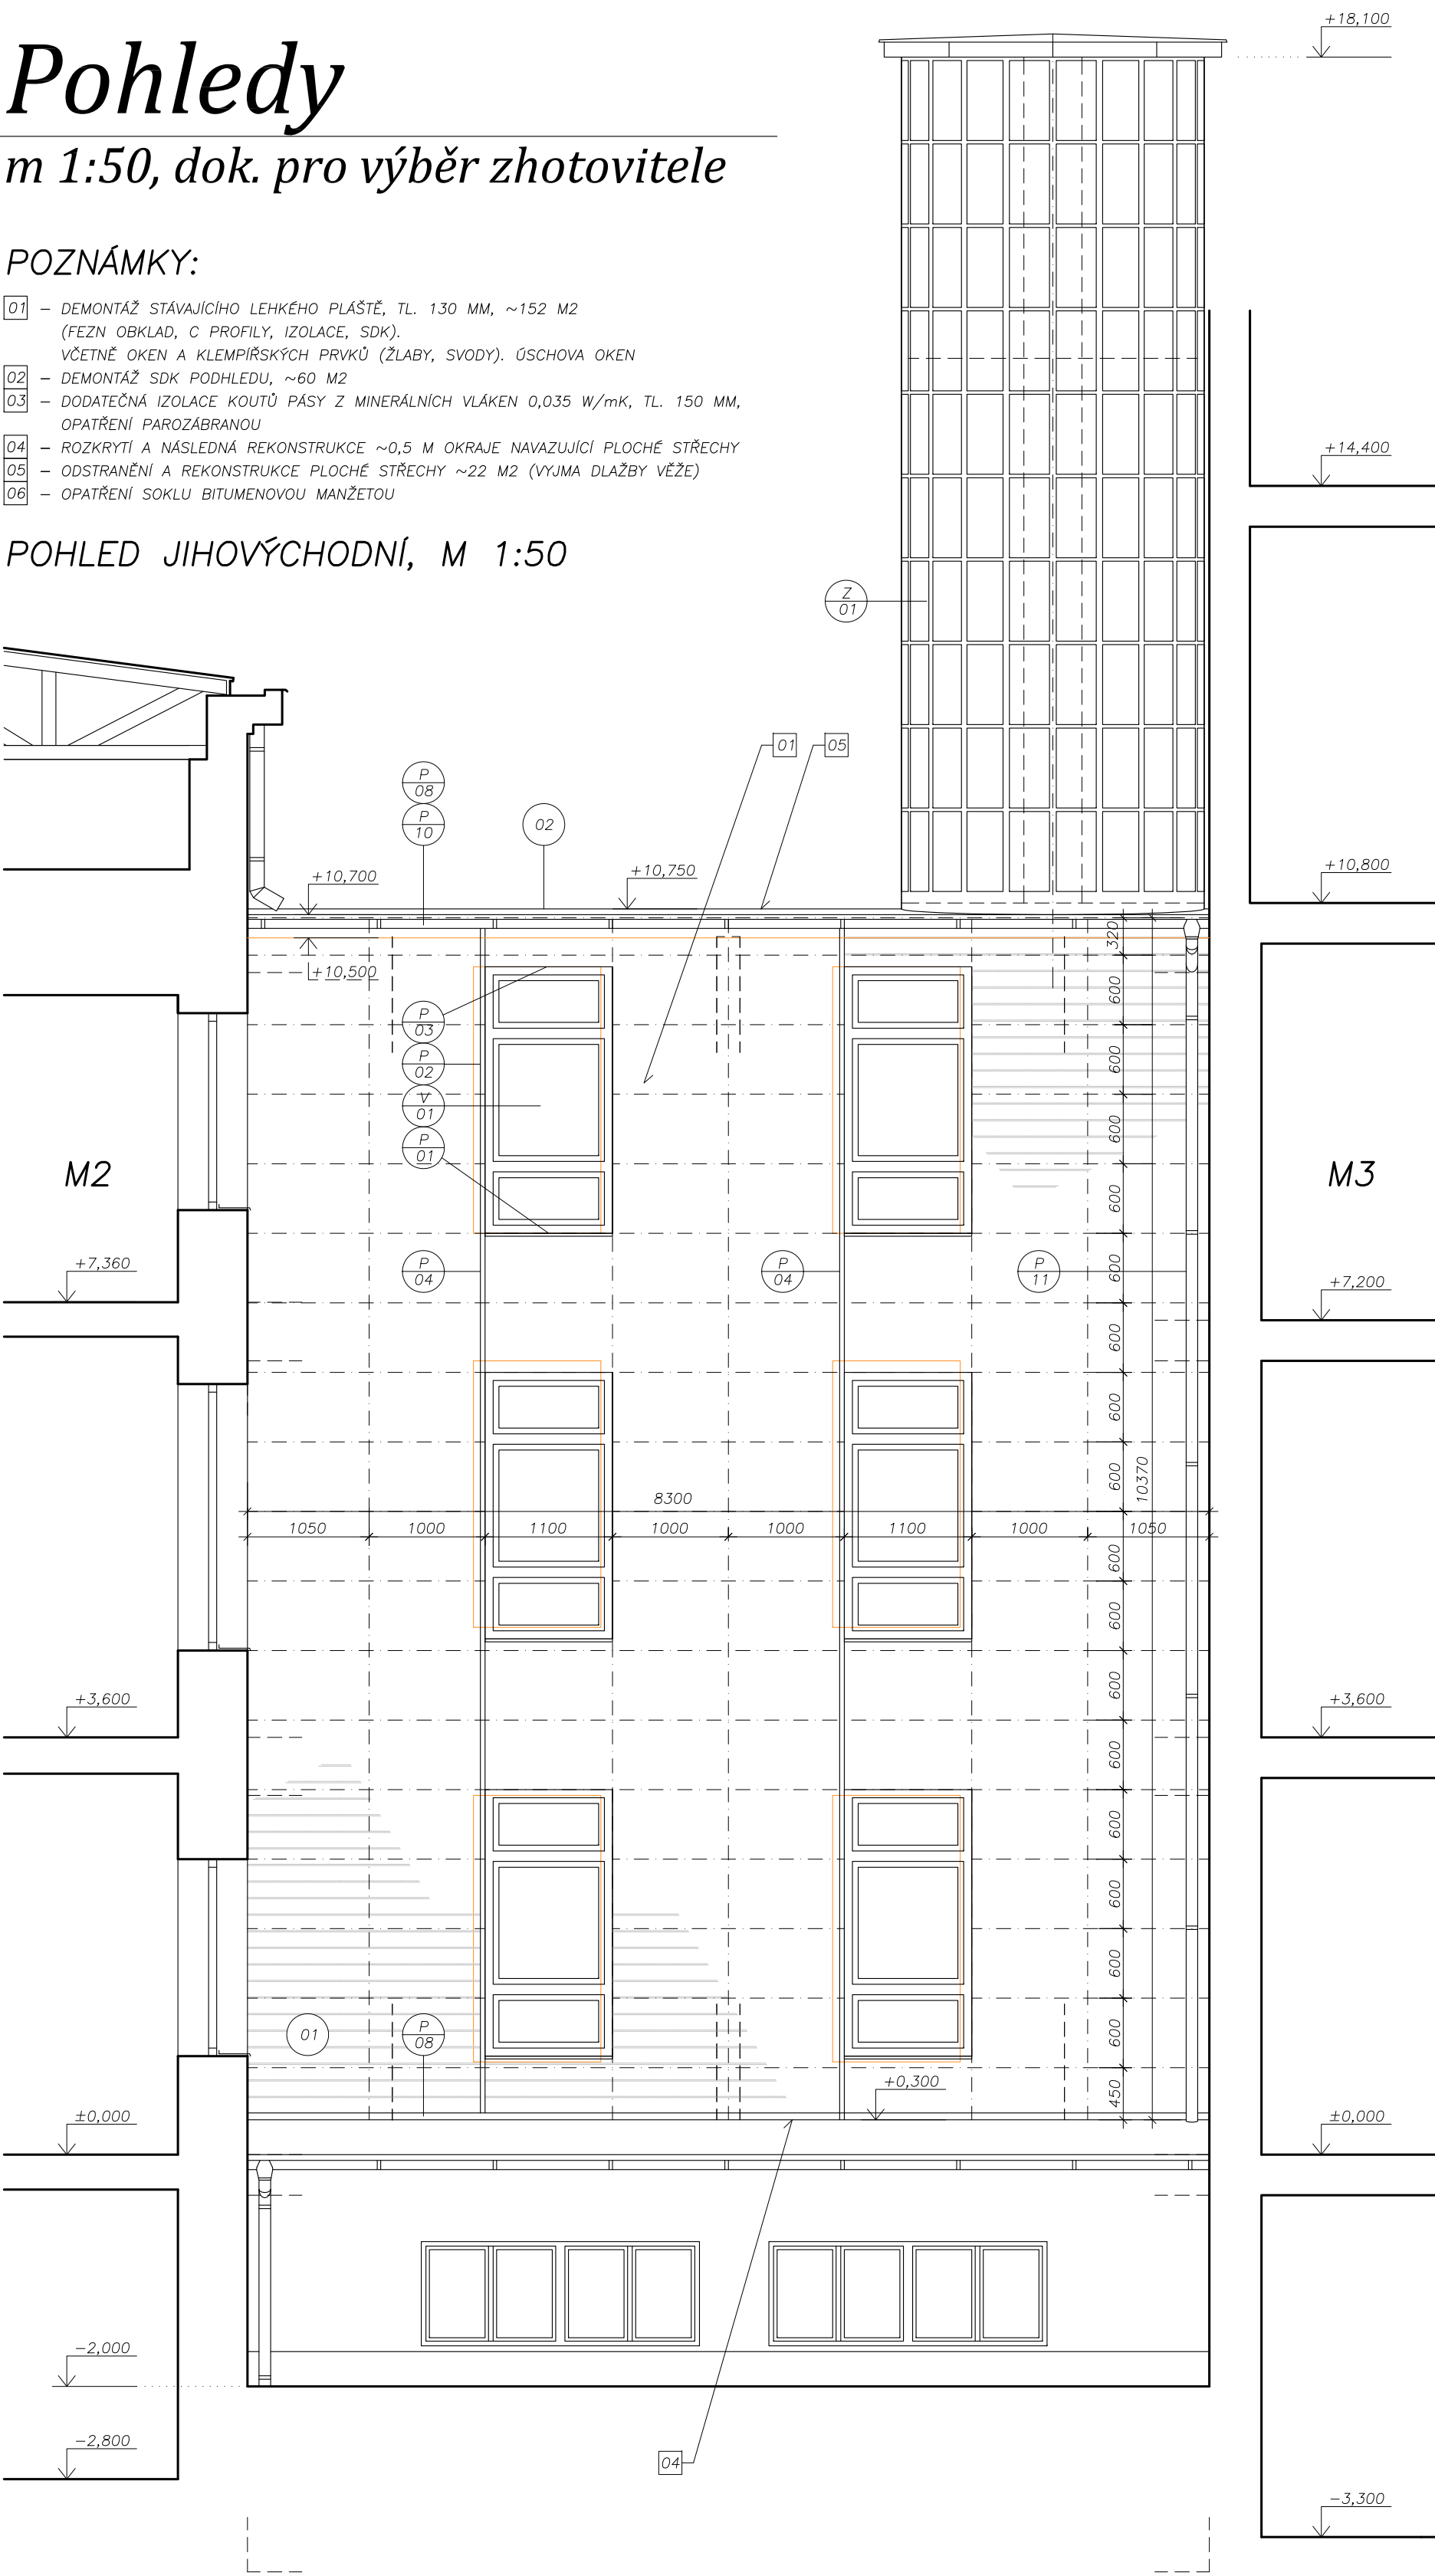 Pohledy
m 1:50, dok. pro výběr zhotovitele
POZNÁMKY:
01 – DEMONTÁŽ STÁVAJÍCÍHO LEHKÉHO PLÁŠTĚ, TL. 130 MM, ~152 M2
(FEZN OBKLAD, C PROFILY, IZOLACE, SDK).
VČETNĚ OKEN A KLEMPÍŘSKÝCH PRVKŮ (ŽLABY, SVODY). ÚSCHOVA OKEN
02 – DEMONTÁŽ SDK PODHLEDU, ~60 M2
03 – DODATEČNÁ IZOLACE KOUTŮ PÁSY Z MINERÁLNÍCH VLÁKEN 0,035 W/mK, TL. 150 MM,
OPATŘENÍ PAROZÁBRANOU
04 – ROZKRYTÍ A NÁSLEDNÁ REKONSTRUKCE ~0,5 M OKRAJE NAVAZUJÍCÍ PLOCHÉ STŘECHY
05 – ODSTRANĚNÍ A REKONSTRUKCE PLOCHÉ STŘECHY ~22 M2 (VYJMA DLAŽBY VĚŽE)
06 – OPATŘENÍ SOKLU BITUMENOVOU MANŽETOU
POHLED JIHOVÝCHODNÍ, M 1:50
+18,100
+14,400
Z
01
01
05
P
08
P
10
02
+10,700
+10,750
+10,800
+10,500
320
P
03
P
02
V
01
P
01
600
600
600
600
M2
M3
+7,360
P
04
P
04
P
11
600
+7,200
600
600
600
10370
8300
1050
1000
1100
1000
1000
1100
1000
1050
600
600
600
+3,600
+3,600
600
600
600
600
600
01
P
08
450
+0,300
±0,000
±0,000
-2,000
-2,800
04
-3,300